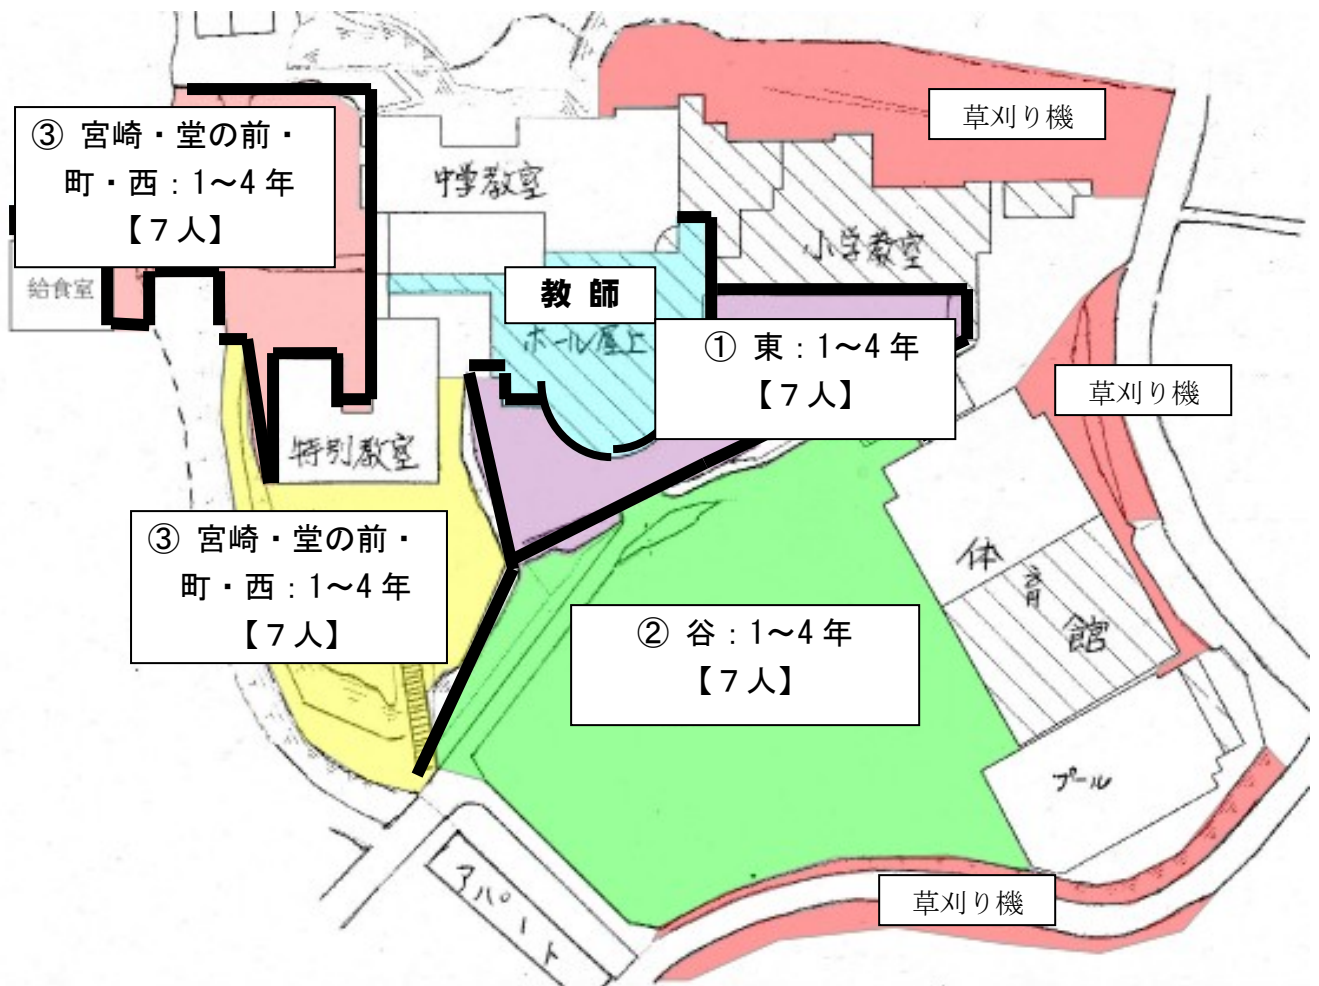 草刈り機
③ 宮崎・堂の前・
町・西：1～4 年
【７人】
中学教室
小学教室
給食室
教 師
ホール屋上
① 東：1～4 年
【７人】
草刈り機
特別教室
③ 宮崎・堂の前・
町・西：1～4 年
【７人】
体
育
館
② 谷：1～4 年
【７人】
プール
アパート
草刈り機